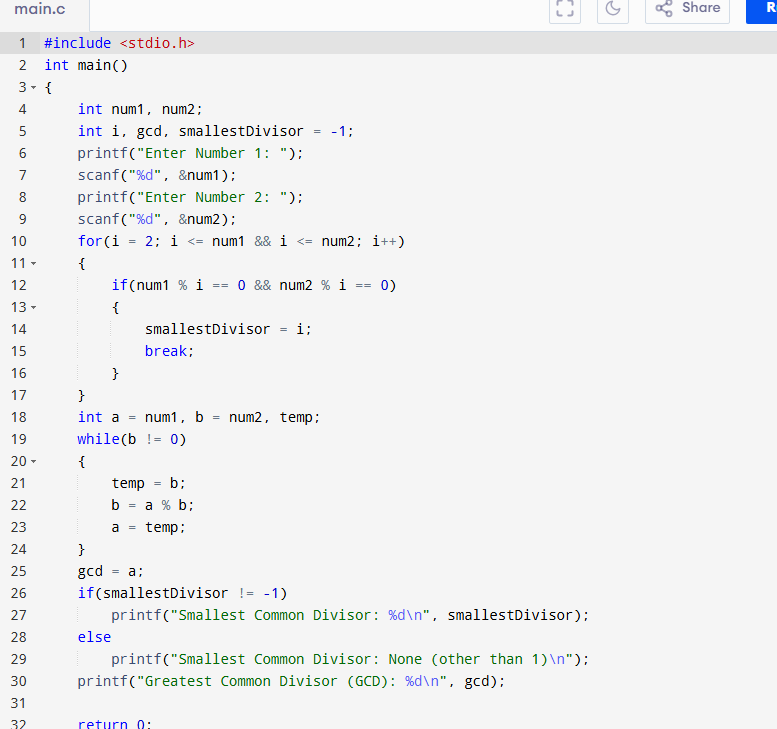 main.c
Share
1 #include <stdio.h>
2 int main()
3 {
4     int num1, num2;
5     int i, gcd, smallestDivisor = -1;
6     printf("Enter Number 1: ");
7     scanf("%d", &num1);
8     printf("Enter Number 2: ");
9     scanf("%d", &num2);
10     for(i = 2; i <= num1 && i <= num2; i++)
11     {
12         if(num1 % i == 0 && num2 % i == 0)
13         {
14             smallestDivisor = i;
15             break;
16         }
17     }
18     int a = num1, b = num2, temp;
19     while(b != 0)
20     {
21         temp = b;
22         b = a % b;
23         a = temp;
24     }
25     gcd = a;
26     if(smallestDivisor != -1)
27         printf("Smallest Common Divisor: %d\n", smallestDivisor);
28     else
29         printf("Smallest Common Divisor: None (other than 1)\n");
30     printf("Greatest Common Divisor (GCD): %d\n", gcd);
31
32     return 0;